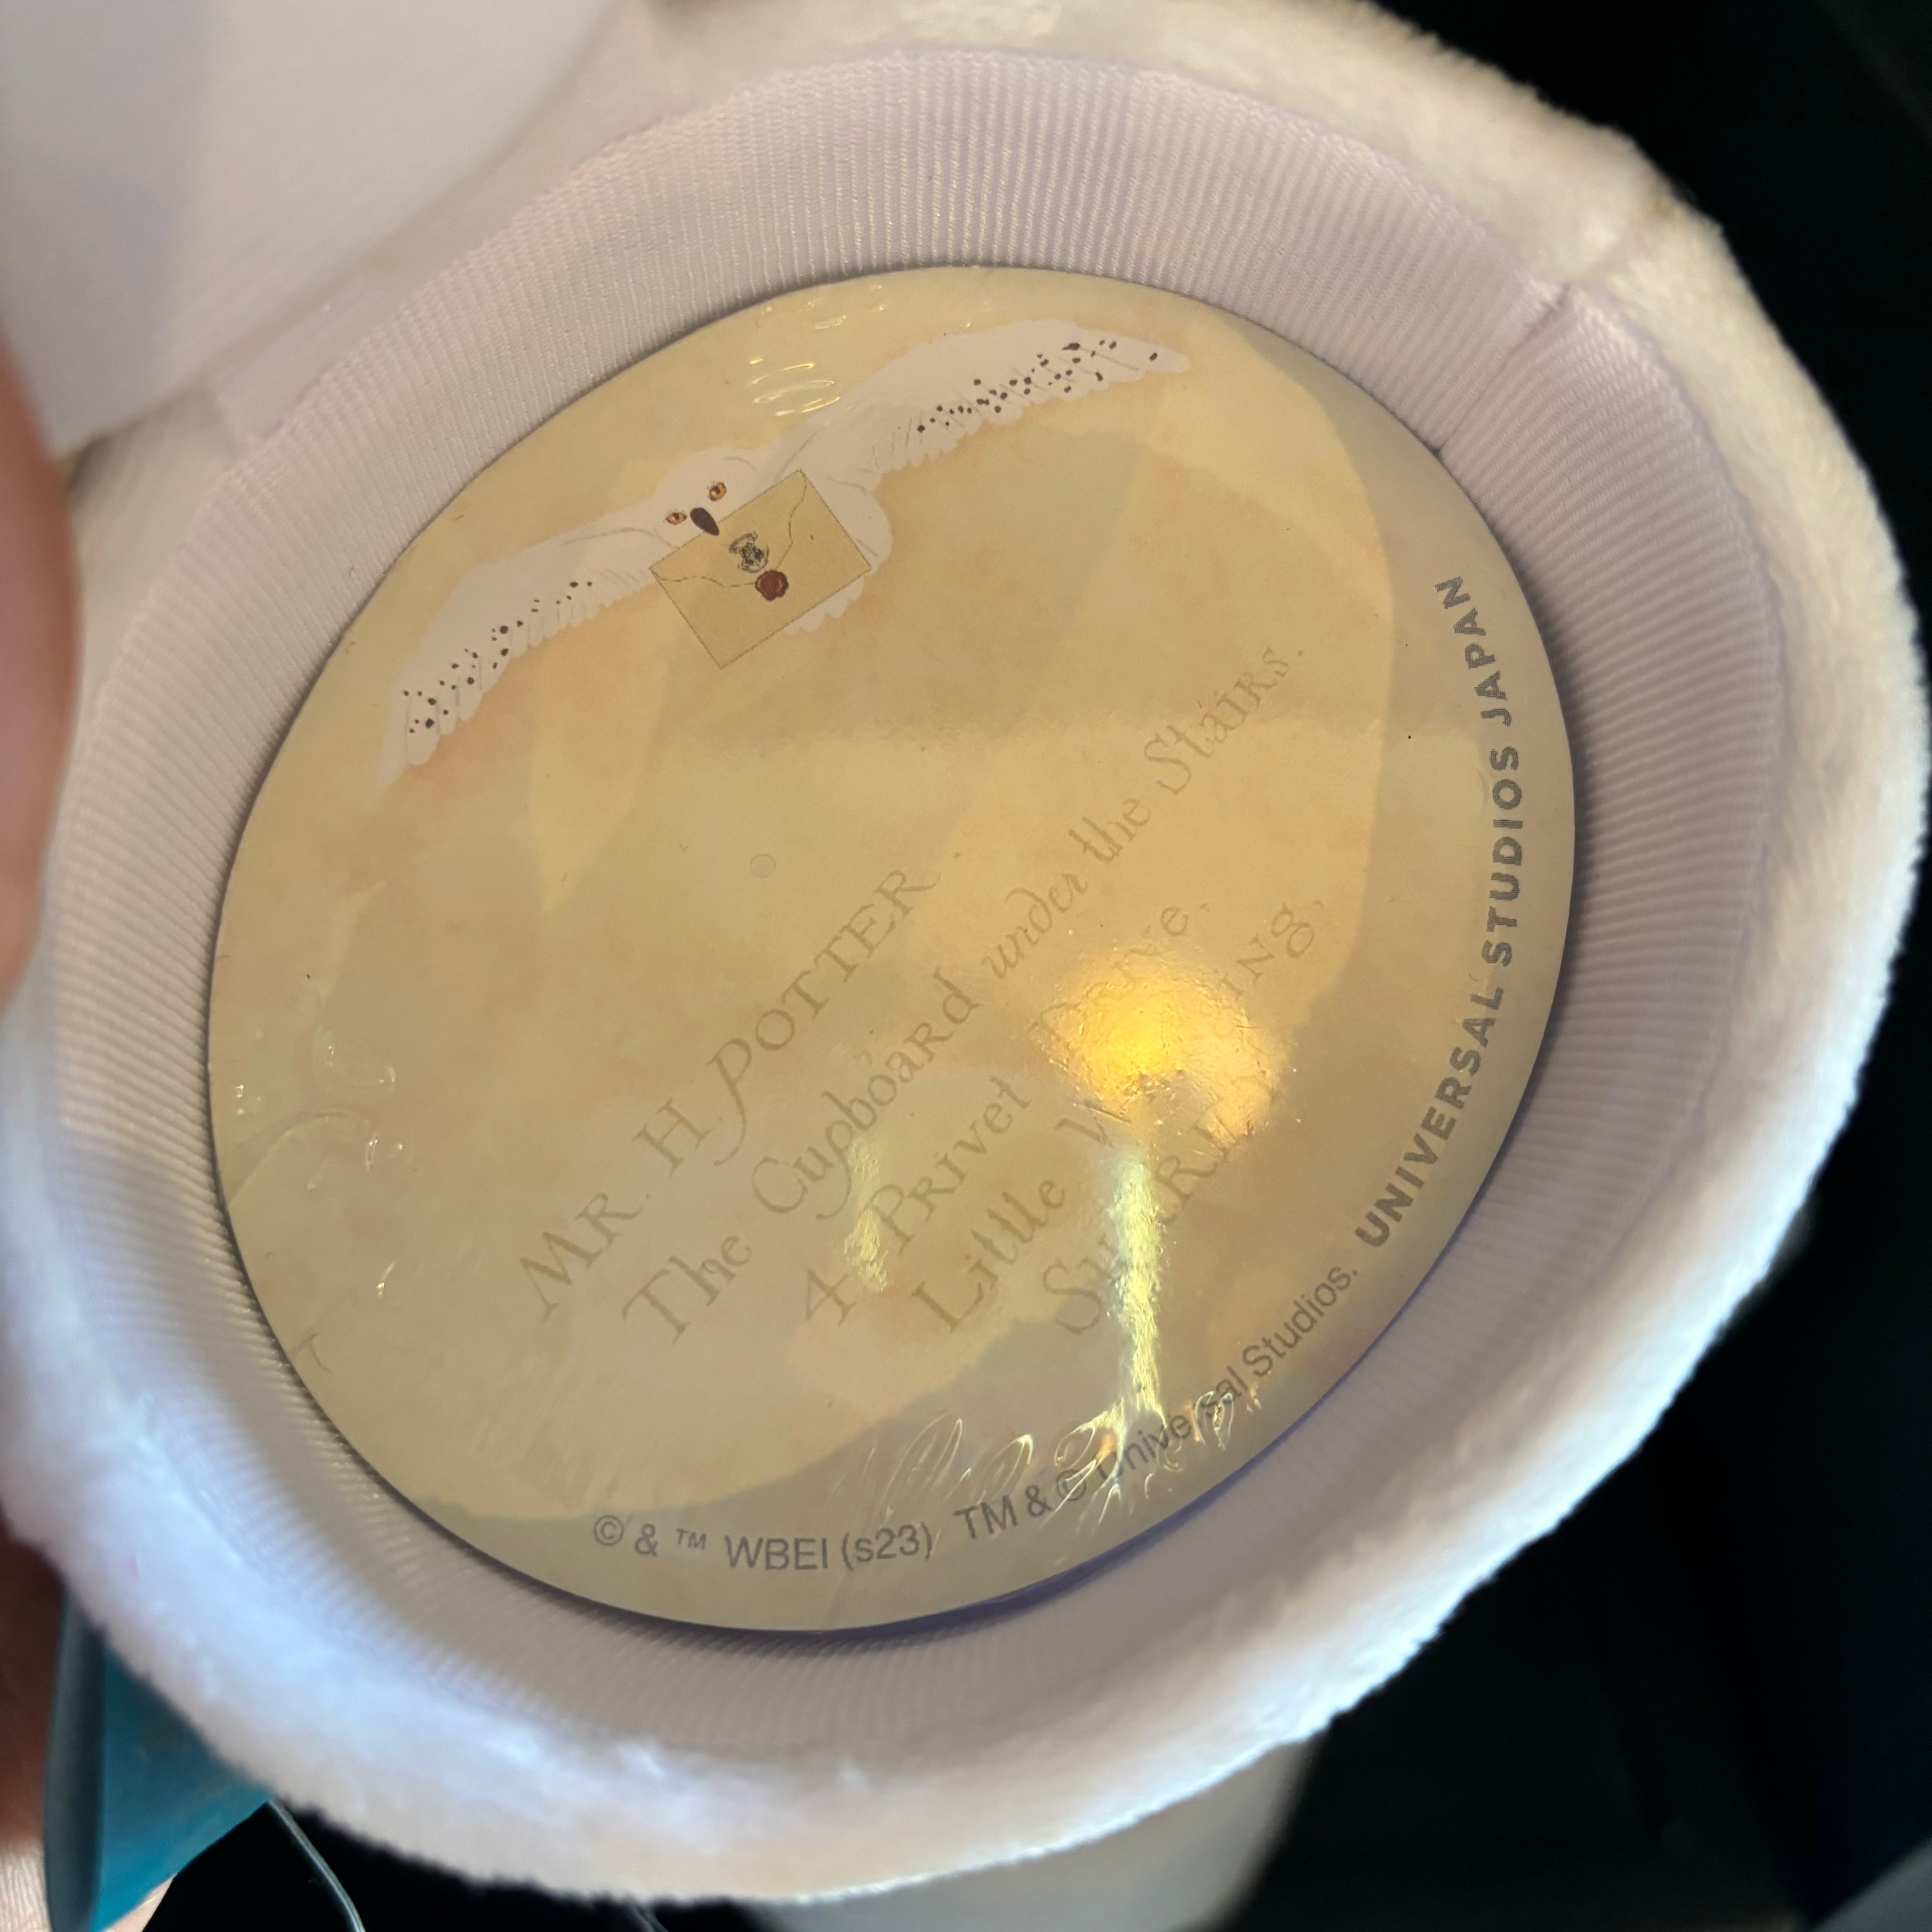 MR. H. POTTER
The Cupboard under the Stairs.
4 Privet
Little
© & ™ WBEI (s23) TM & © Universal Studios. UNIVERSAL STUDIOS JAPAN